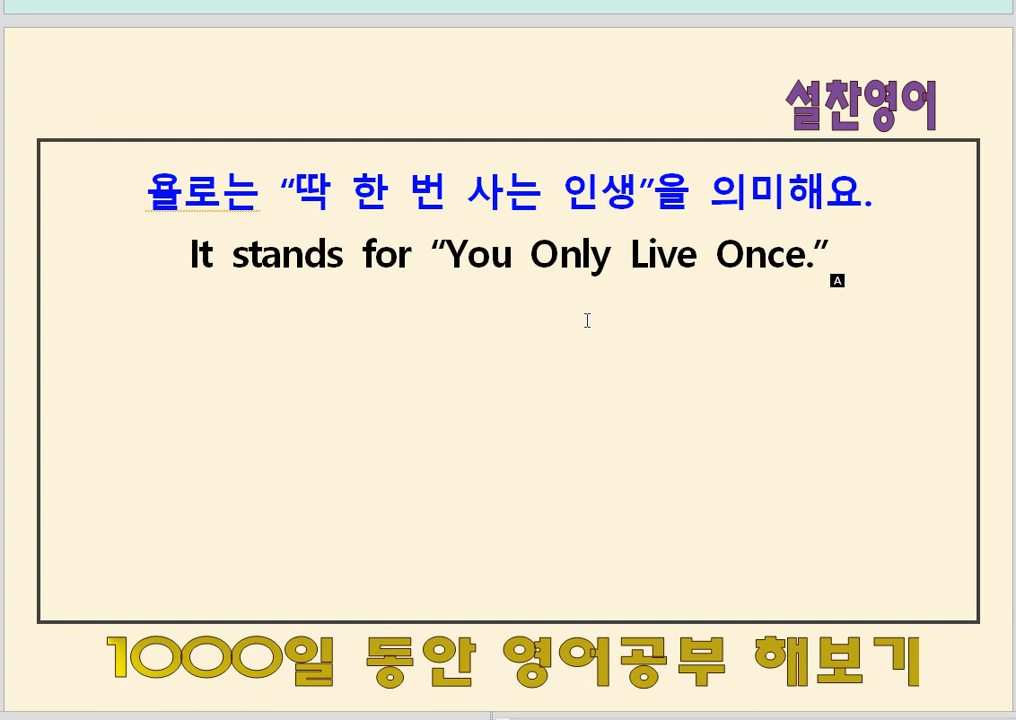 설찬영어
욜로는 “딱 한 번 사는 인생”을 의미해요.
It stands for “You Only Live Once.”
A
1000일 동안 영어공부 해보기